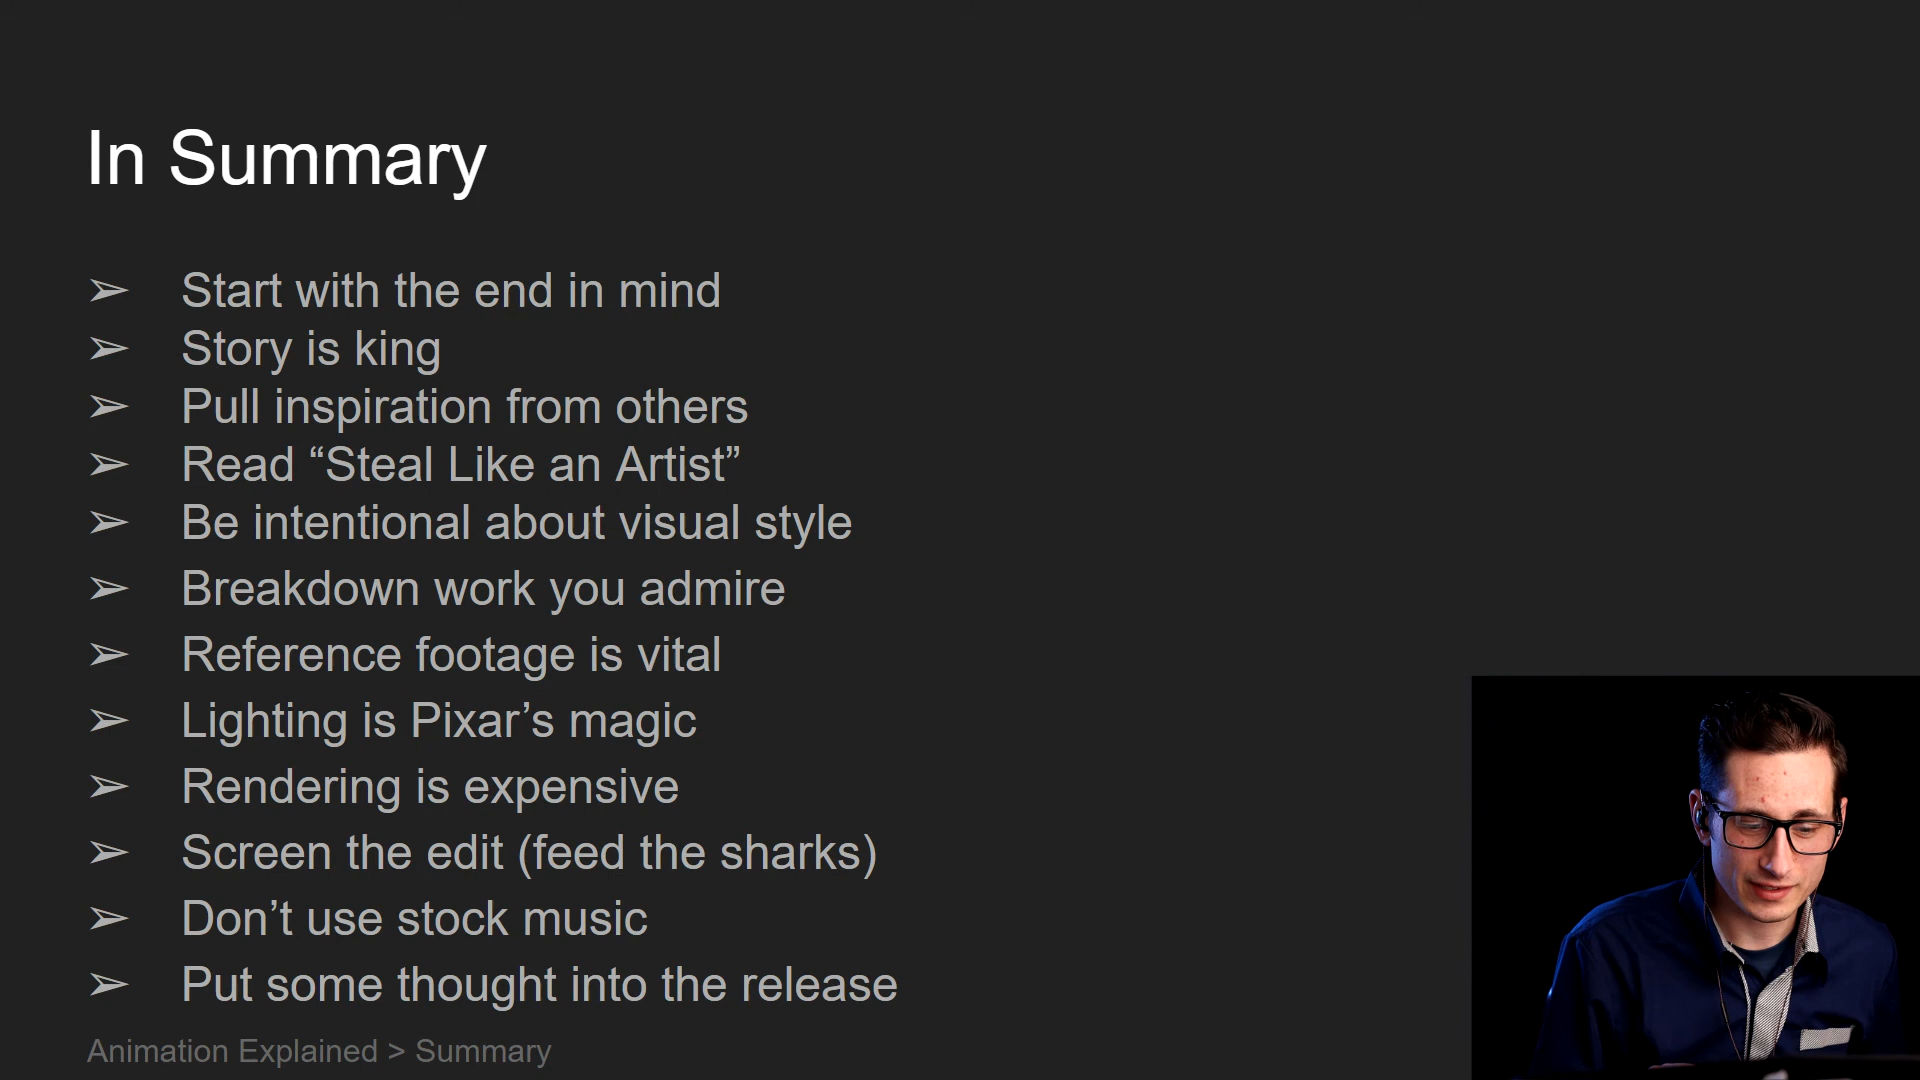 In Summary
➢ Start with the end in mind
➢ Story is king
➢ Pull inspiration from others
➢ Read “Steal Like an Artist”
➢ Be intentional about visual style
➢ Breakdown work you admire
➢ Reference footage is vital
➢ Lighting is Pixar’s magic
➢ Rendering is expensive
➢ Screen the edit (feed the sharks)
➢ Don’t use stock music
➢ Put some thought into the release
Animation Explained > Summary